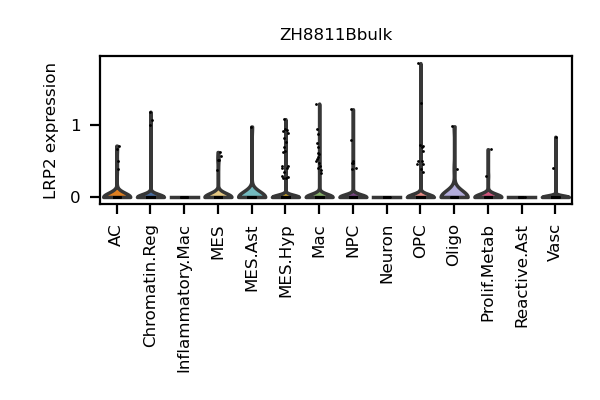 ZH8811Bbulk
LRP2 expression
1
0
AC
Chromatin.Reg
Inflammatory.Mac
MES
MES.Ast
MES.Hyp
Mac
NPC
Neuron
OPC
Oligo
Prolif.Metab
Reactive.Ast
Vasc